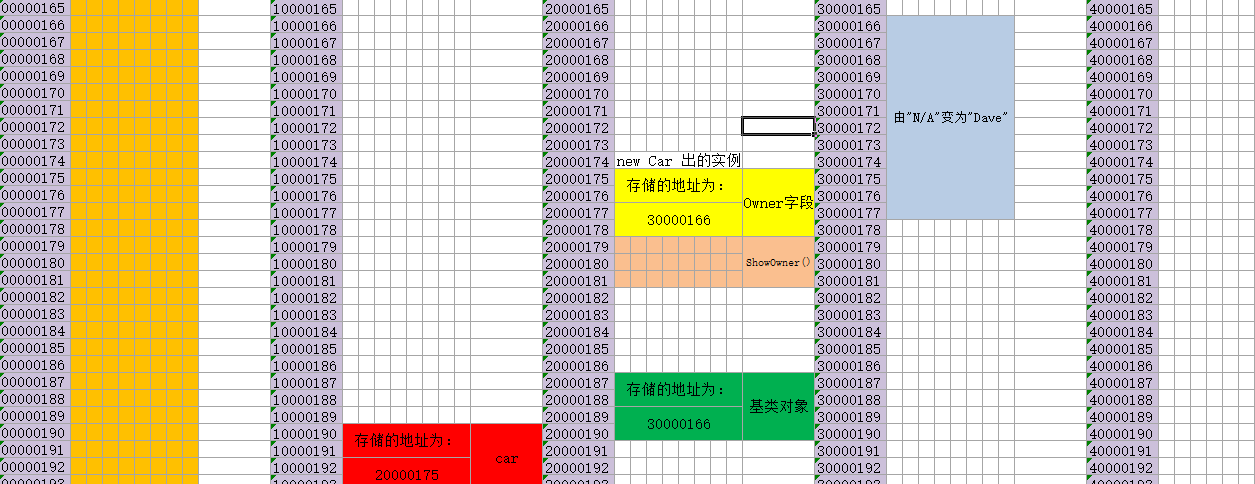 00000165 10000165 20000165 30000165 40000165
00000166 10000166 20000166 30000166 40000166
00000167 10000167 20000167 30000167 40000167
00000168 10000168 20000168 30000168 40000168
00000169 10000169 20000169 30000169 40000169
00000170 10000170 20000170 30000170 40000170
00000171 10000171 20000171 30000171 40000171
由"N/A"变为"Dave"
00000172 10000172 20000172 30000172 40000172
00000173 10000173 20000173 30000173 40000173
00000174 10000174 20000174 new Car 出的实例 30000174 40000174
00000175 10000175 20000175 30000175 40000175
存储的地址为：
00000176 10000176 20000176 30000176 40000176
Owner字段
00000177 10000177 20000177 30000177 40000177
30000166
00000178 10000178 20000178 30000178 40000178
00000179 10000179 20000179 30000179 40000179
00000180 10000180 20000180 ShowOwner() 30000180 40000180
00000181 10000181 20000181 30000181 40000181
00000182 10000182 20000182 30000182 40000182
00000183 10000183 20000183 30000183 40000183
00000184 10000184 20000184 30000184 40000184
00000185 10000185 20000185 30000185 40000185
00000186 10000186 20000186 30000186 40000186
00000187 10000187 20000187 30000187 40000187
存储的地址为：
00000188 10000188 20000188 30000188 40000188
基类对象
00000189 10000189 20000189 30000189 40000189
30000166
00000190 10000190 20000190 30000190 40000190
存储的地址为：
00000191 10000191 20000191 30000191 40000191
car
00000192 10000192 20000192 30000192 40000192
20000175